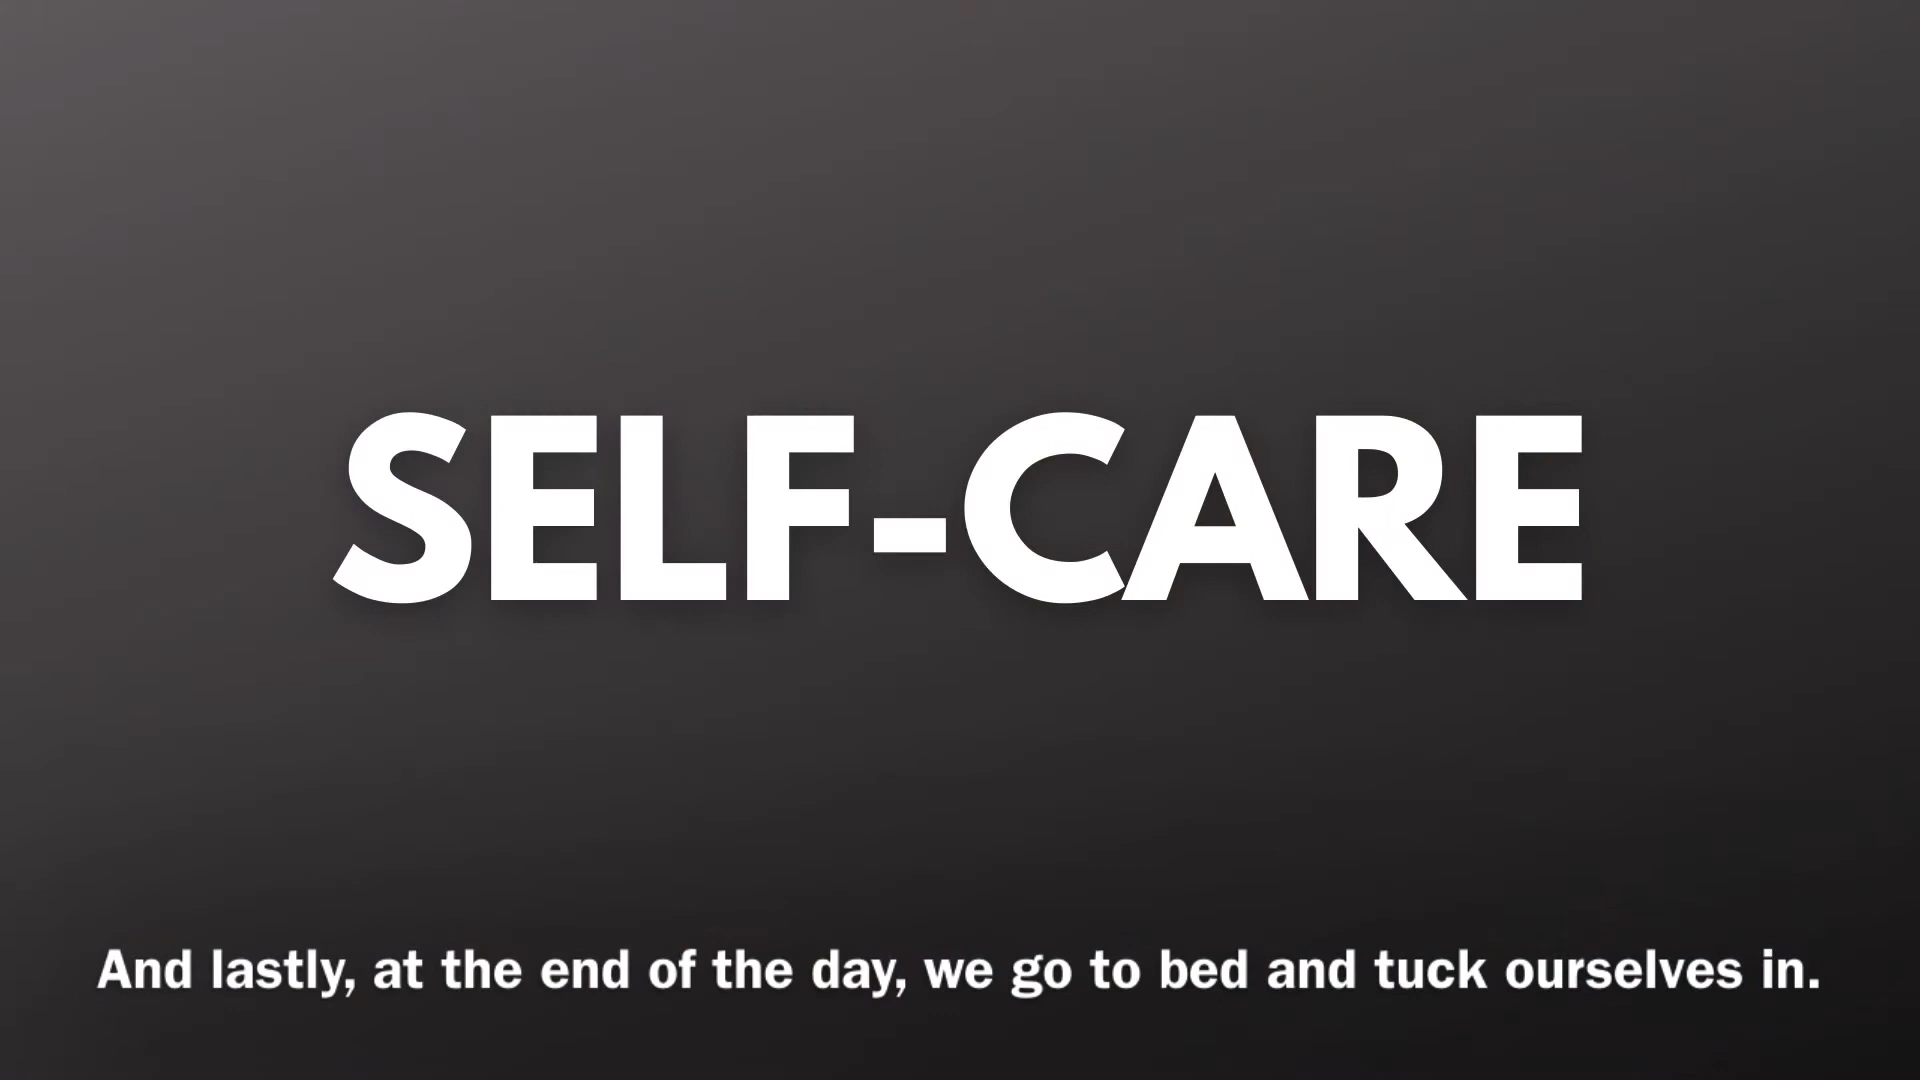 SELF-CARE
And lastly, at the end of the day, we go to bed and tuck ourselves in.